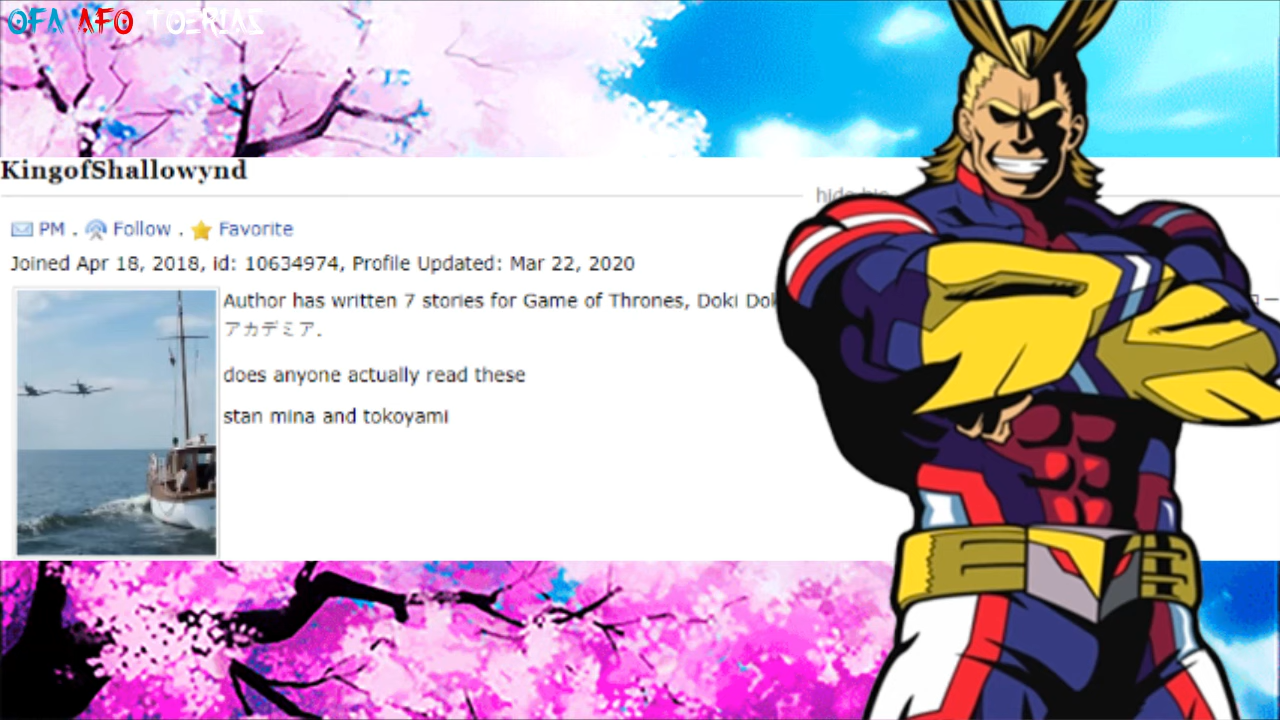 OFA AFO TOERIAS
KingofShallowynd
hide bio
PM . Follow . Favorite
Joined Apr 18, 2018, id: 10634974, Profile Updated: Mar 22, 2020
Author has written 7 stories for Game of Thrones, Doki Dok
アカデミア.
does anyone actually read these
stan mina and tokoyami